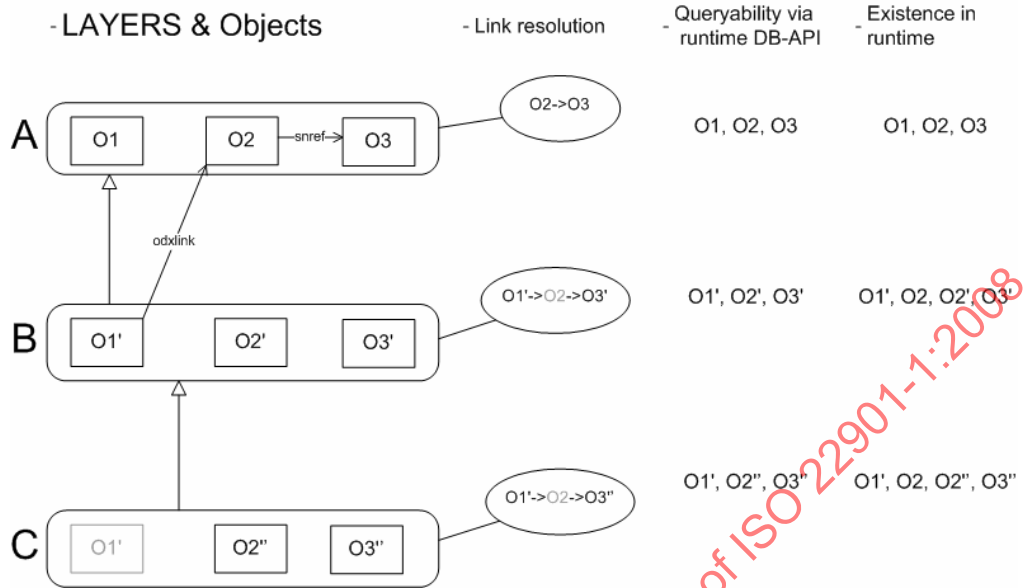 - LAYERS & Objects
- Link resolution
- Queryability via
runtime DB-API
- Existence in
runtime
A
O1
O2
snref
O3
O2->O3
O1, O2, O3
O1, O2, O3
odxlink
B
O1'
O2'
O3'
O1'->O2->O3'
O1', O2', O3'
O1', O2, O2', O3'
C
O1'
O2''
O3''
O1'->O2->O3''
O1', O2'', O3''
O1', O2, O2'', O3''
of ISO 22901-1:2008